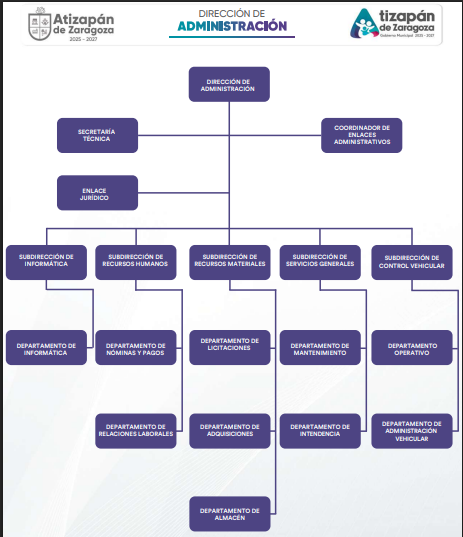 Atizapán
de Zaragoza
2025 - 2027
DIRECCIÓN DE
ADMINISTRACIÓN
Atizapán
de Zaragoza
Gobierno Municipal 2025 - 2027
DIRECCIÓN DE
ADMINISTRACIÓN
SECRETARÍA
TÉCNICA
COORDINADOR DE
ENLACES
ADMINISTRATIVOS
ENLACE
JURÍDICO
SUBDIRECCIÓN DE
INFORMÁTICA
SUBDIRECCIÓN DE
RECURSOS HUMANOS
SUBDIRECCIÓN DE
RECURSOS MATERIALES
SUBDIRECCIÓN DE
SERVICIOS GENERALES
SUBDIRECCIÓN DE
CONTROL VEHICULAR
DEPARTAMENTO DE
INFORMÁTICA
DEPARTAMENTO DE
NOMINAS Y PAGOS
DEPARTAMENTO DE
LICITACIONES
DEPARTAMENTO DE
MANTENIMIENTO
DEPARTAMENTO
OPERATIVO
DEPARTAMENTO DE
RELACIONES LABORALES
DEPARTAMENTO DE
ADQUISICIONES
DEPARTAMENTO DE
INTENDENCIA
DEPARTAMENTO DE
ADMINISTRACIÓN
VEHICULAR
DEPARTAMENTO DE
ALMACÉN